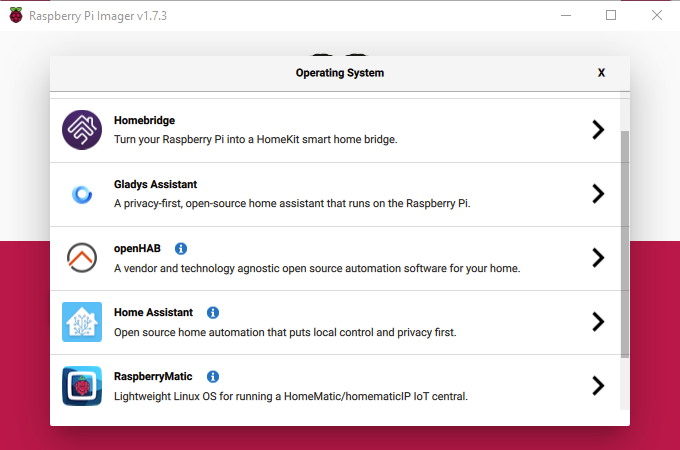 Raspberry Pi Imager v1.7.3
Operating System
X
Homebridge
Turn your Raspberry Pi into a HomeKit smart home bridge.
Gladys Assistant
A privacy-first, open-source home assistant that runs on the Raspberry Pi.
openHAB
A vendor and technology agnostic open source automation software for your home.
Home Assistant
Open source home automation that puts local control and privacy first.
RaspberryMatic
Lightweight Linux OS for running a HomeMatic/homematicIP IoT central.